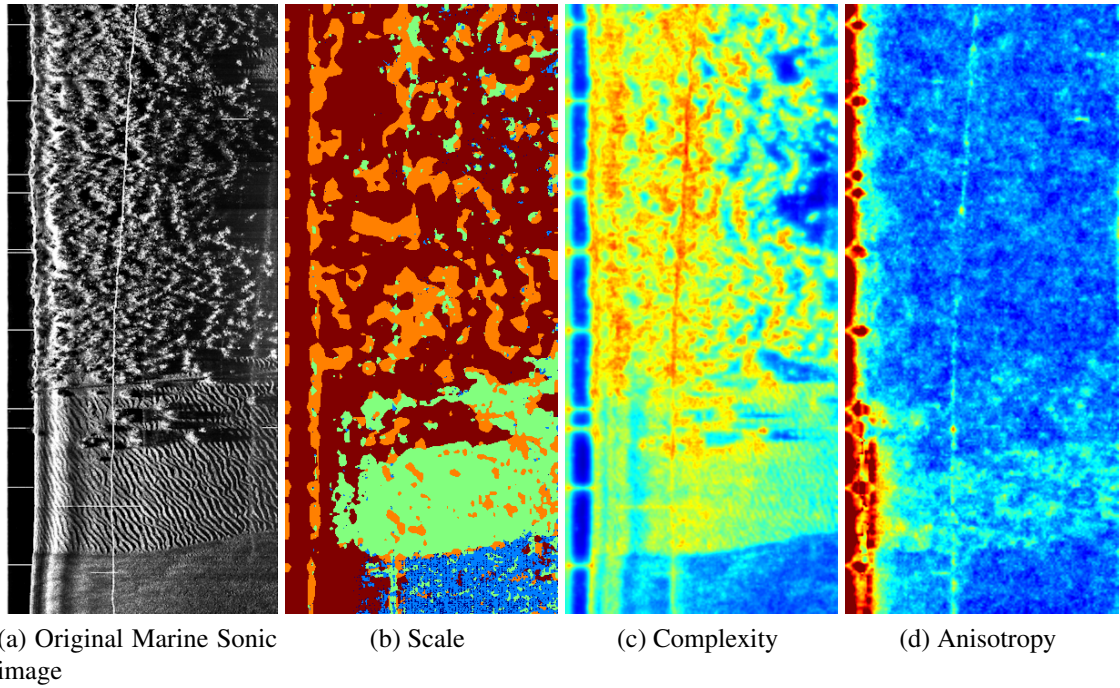 (a) Original Marine Sonic
image
(b) Scale
(c) Complexity
(d) Anisotropy